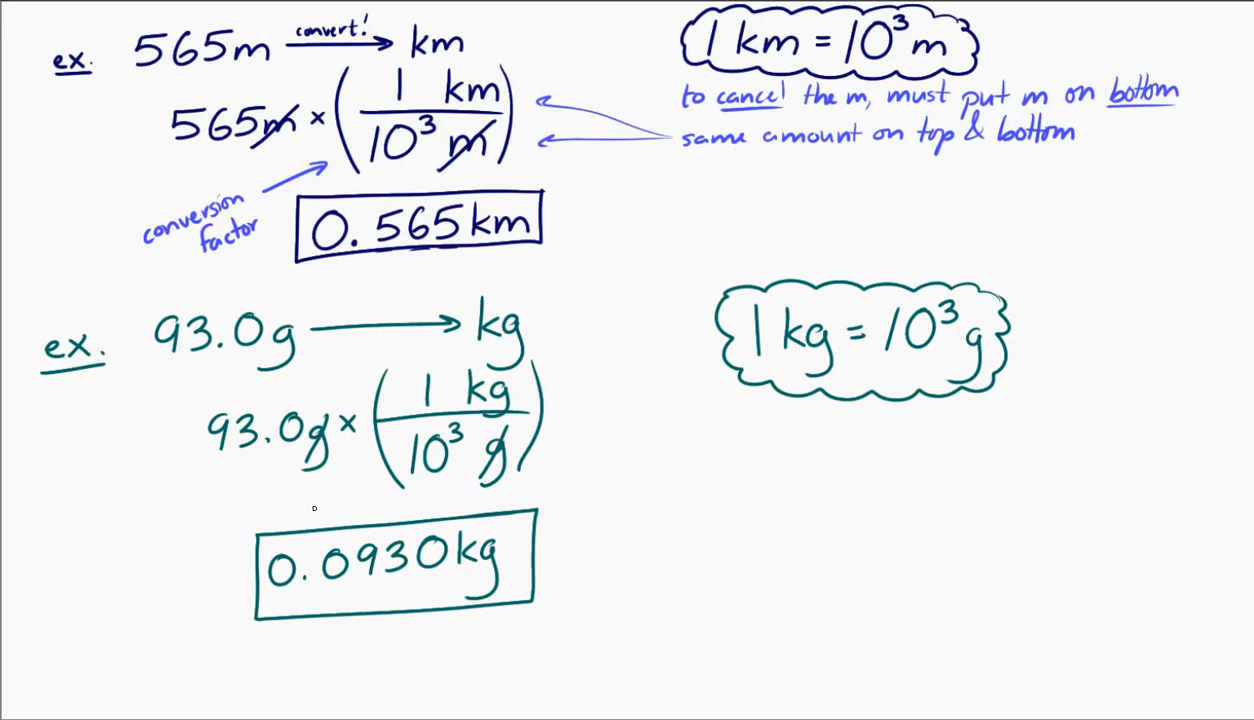 ex. 565m convert! km
1 km = 10³ m
565m × ( 1 km / 10³ m )
to cancel the m, must put m on bottom
same amount on top & bottom
conversion factor
0.565 km
ex. 93.0g → kg
1 kg = 10³ g
93.0g × ( 1 kg / 10³ g )
0.0930 kg